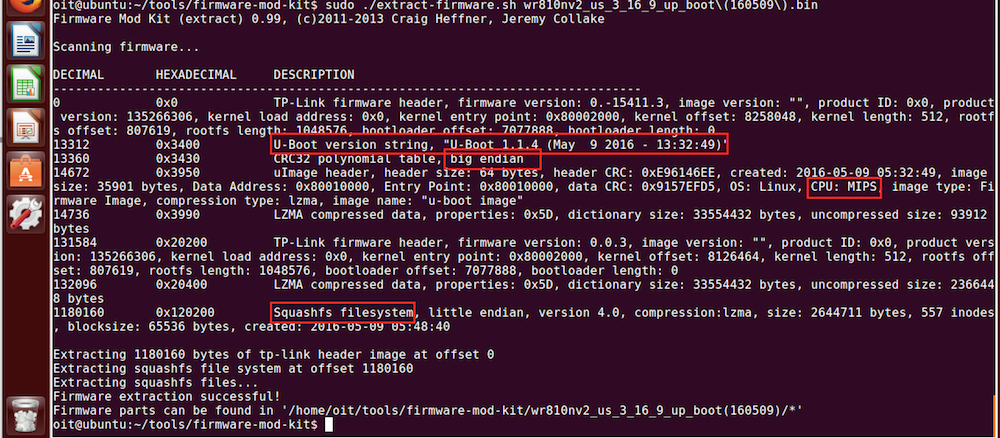 oit@ubuntu:~/tools/firmware-mod-kit$ sudo ./extract-firmware.sh wr810nv2_us_3_16_9_up_boot\(160509\).bin
Firmware Mod Kit (extract) 0.99, (c)2011-2013 Craig Heffner, Jeremy Collake
Scanning firmware...
DECIMAL HEXADECIMAL DESCRIPTION
--------------------------------------------------------------------------------
0 0x0 TP-Link firmware header, firmware version: 0.-15411.3, image version: "", product ID: 0x0, product
version: 135266306, kernel load address: 0x0, kernel entry point: 0x80002000, kernel offset: 8258048, kernel length: 512, rootf
s offset: 807619, rootfs length: 1048576, bootloader offset: 7077888, bootloader length: 0
13312 0x3400 U-Boot version string, "U-Boot 1.1.4 (May  9 2016 - 13:32:49)"
13360 0x3430 CRC32 polynomial table, big endian
14672 0x3950 uImage header, header size: 64 bytes, header CRC: 0xE96146EE, created: 2016-05-09 05:32:49, image
size: 35901 bytes, Data Address: 0x80010000, Entry Point: 0x80010000, data CRC: 0x9157EFD5, OS: Linux, CPU: MIPS, image type: Fi
rmware Image, compression type: lzma, image name: "u-boot image"
14736 0x3990 LZMA compressed data, properties: 0x5D, dictionary size: 33554432 bytes, uncompressed size: 93912
bytes
131584 0x20200 TP-Link firmware header, firmware version: 0.0.3, image version: "", product ID: 0x0, product vers
ion: 135266306, kernel load address: 0x0, kernel entry point: 0x80002000, kernel offset: 8126464, kernel length: 512, rootfs off
set: 807619, rootfs length: 1048576, bootloader offset: 7077888, bootloader length: 0
132096 0x20400 LZMA compressed data, properties: 0x5D, dictionary size: 33554432 bytes, uncompressed size: 236644
8 bytes
1180160 0x120200 Squashfs filesystem, little endian, version 4.0, compression:lzma, size: 2644711 bytes, 557 inodes
, blocksize: 65536 bytes, created: 2016-05-09 05:48:40
Extracting 1180160 bytes of tp-link header image at offset 0
Extracting squashfs file system at offset 1180160
Extracting squashfs files...
Firmware extraction successful!
Firmware parts can be found in '/home/oit/tools/firmware-mod-kit/wr810nv2_us_3_16_9_up_boot(160509)/*'
oit@ubuntu:~/tools/firmware-mod-kit$